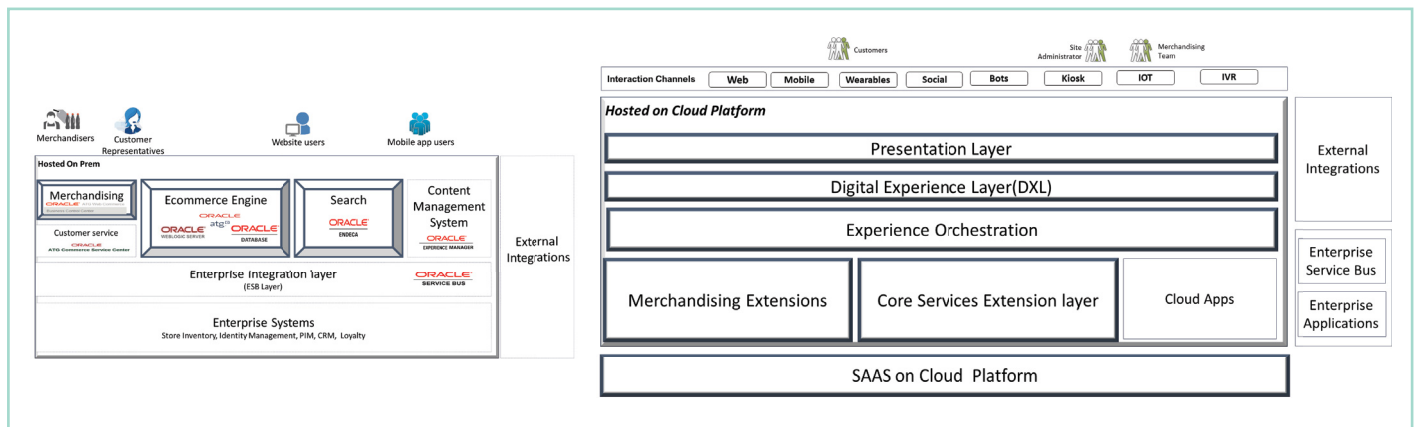 Merchandisers
Customer
Representatives
Website users
Mobile app users
Hosted On Prem
Merchandising
ORACLE
Customer service
ORACLE
ATG Commerce Service Center
Ecommerce Engine
ORACLE
ORACLE
WEBLOGIC SERVER
atg
ORACLE
DATABASE
Search
ORACLE
ENDECA
Content
Management
System
ORACLE
EXPERIENCE MANAGER
Enterprise Integration layer
(ESB Layer)
ORACLE
SERVICE BUS
Enterprise Systems
Store Inventory, Identity Management, PIM, CRM, Loyalty
External
Integrations
Customers
Site
Administrator
Merchandising
Team
Interaction Channels
Web
Mobile
Wearables
Social
Bots
Kiosk
IOT
IVR
Hosted on Cloud Platform
Presentation Layer
Digital Experience Layer(DXL)
Experience Orchestration
Merchandising Extensions
Core Services Extension layer
Cloud Apps
SAAS on Cloud Platform
External
Integrations
Enterprise
Service Bus
Enterprise
Applications